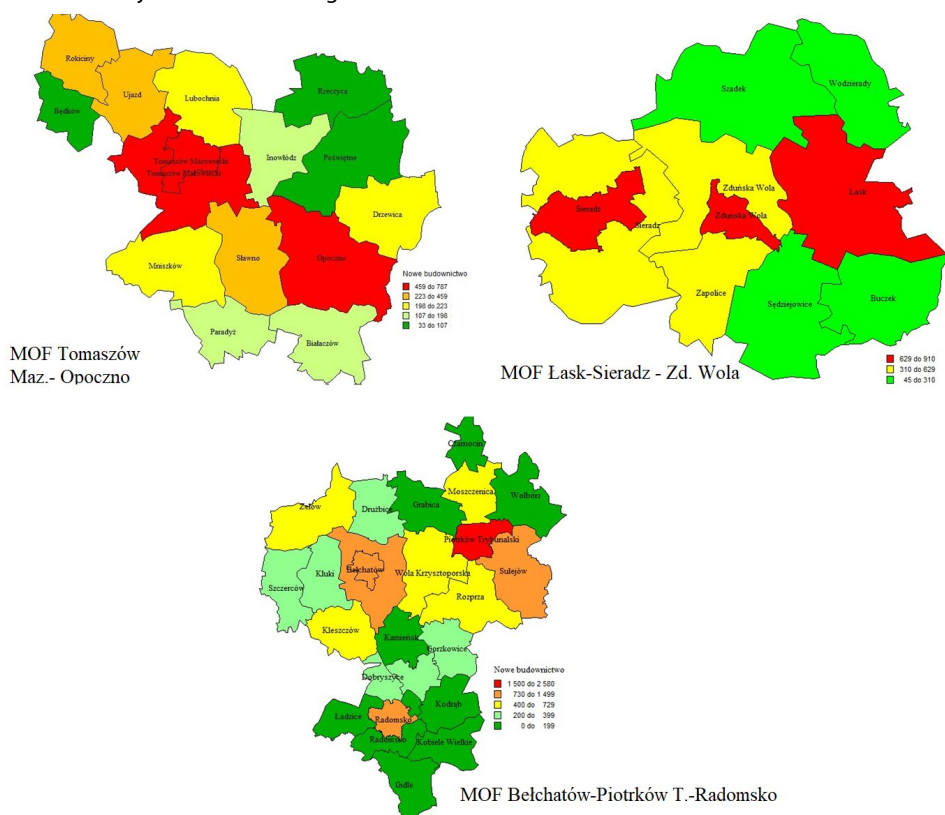 Rokiciny
Ujazd
Będków
Lubochnia
Rzeczyca
Inowłódz
Poświętne
Tomaszów Mazowiecki
Tomaszów Mazowiecki
Drzewica
Mniszków
Sławno
Opoczno
Paradyż
Białaczów
Nowe budownictwo
459 do 787
223 do 459
198 do 223
107 do 198
33 do 107
MOF Tomaszów
Maz.- Opoczno
Szadek
Wodzierady
Sieradz
Sieradz
Zduńska Wola
Zduńska Wola
Łask
Zapolice
Sędziejowice
Buczek
629 do 910
310 do 629
45 do 310
MOF Łask-Sieradz - Zd. Wola
Czarnocin
Moszczenica
Wolbórz
Zelów
Drużbice
Grabica
Piotrków Trybunalski
Bełchatów
Wola Krzysztoporska
Sulejów
Szczerców
Kluki
Rozprza
Kleszczów
Kamieńsk
Gorzkowice
Dobryszyce
Ładzice
Radomsko
Kodrąb
Radomsko
Kobiele Wielkie
Gidle
Nowe budownictwo
1 500 do 2 580
730 do 1 499
400 do 729
200 do 399
0 do 199
MOF Bełchatów-Piotrków T.-Radomsko